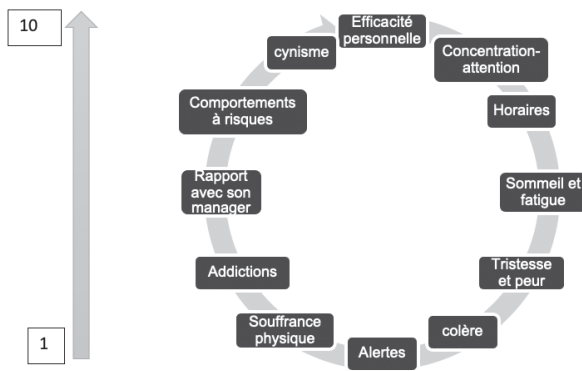 10
1
Efficacité
personnelle
Concentration-
attention
Horaires
Sommeil et
fatigue
Tristesse
et peur
colère
Alertes
Souffrance
physique
Addictions
Rapport
avec son
manager
Comportements
à risques
cynisme